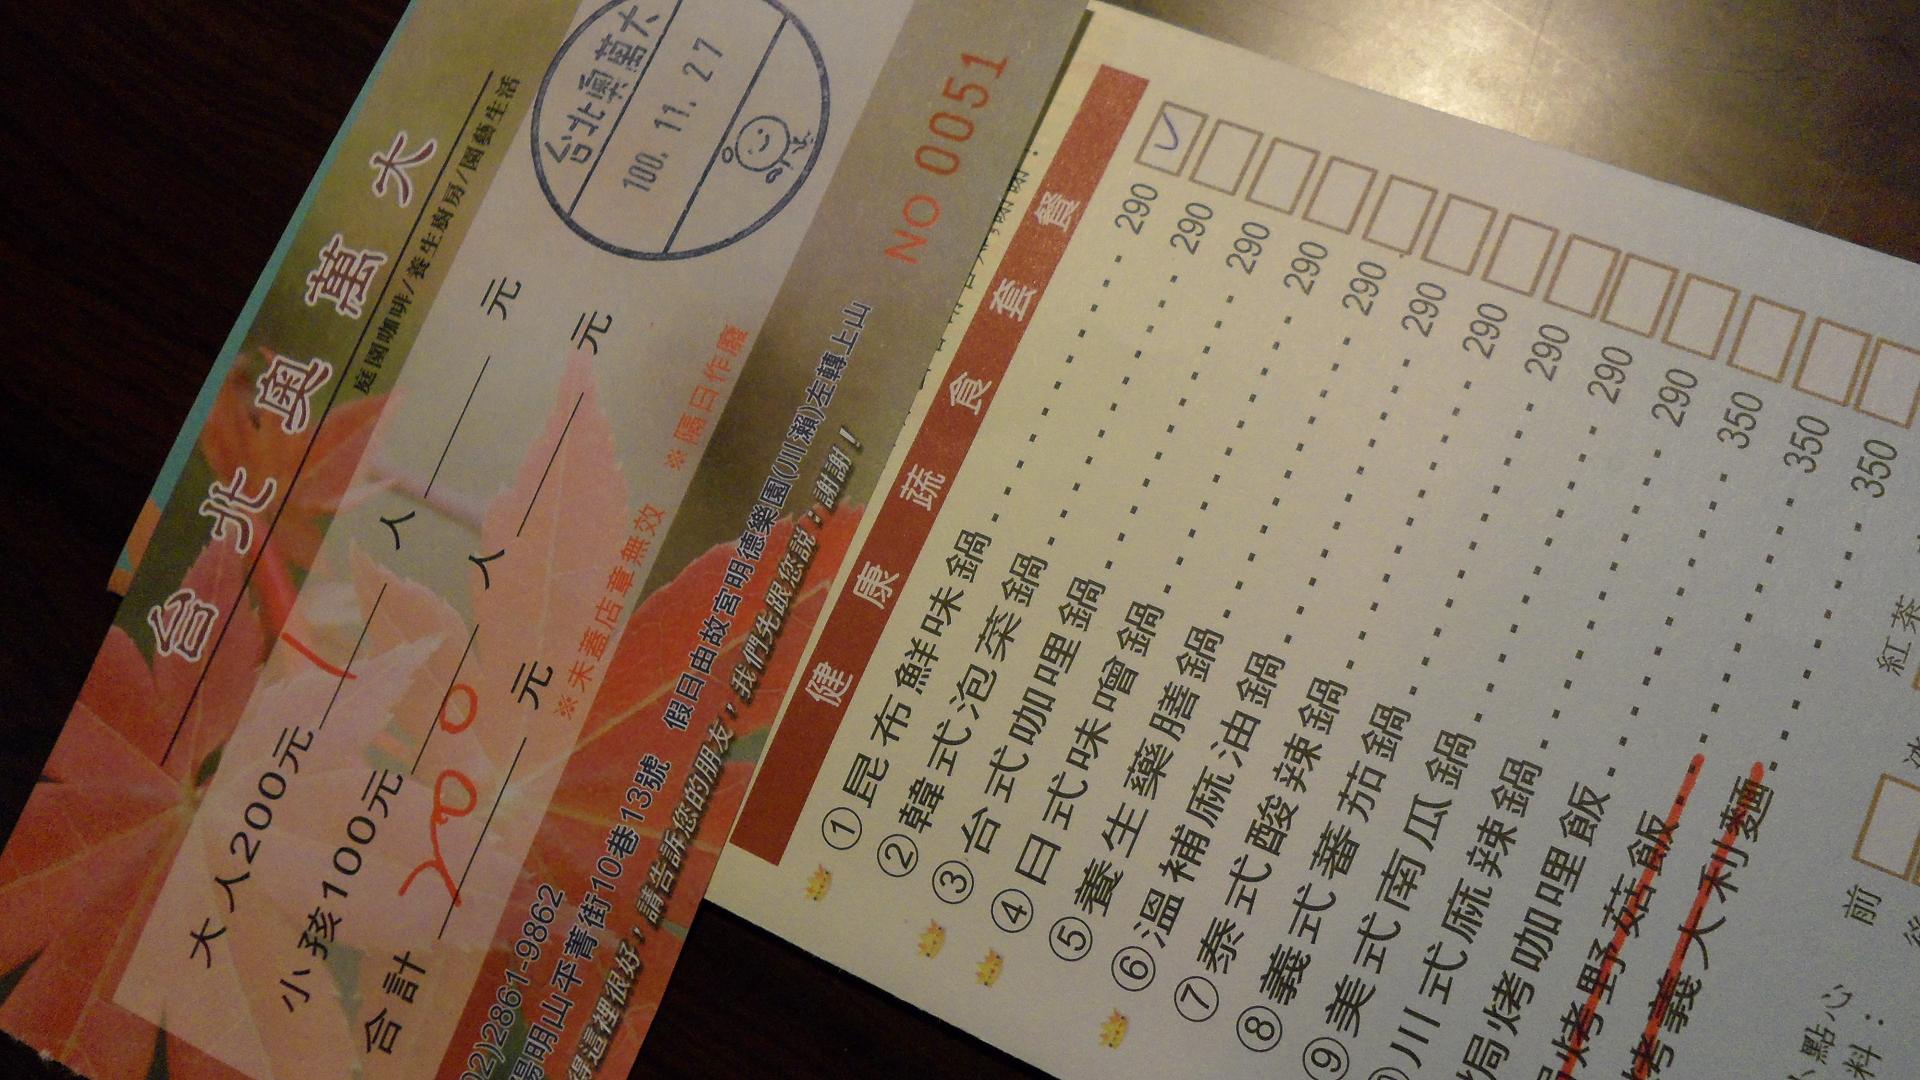 台北奧萬大
庭園咖啡/養生廚房/園藝生活
大人200元 1 人 元
小孩100元 0 人 元
合計 200 元
台北奧萬大
100.11.27
※未蓋店章無效 ※隔日作廢
NO 0051
02)2861-9862
陽明山平菁街10巷13號 假日由故宮明德樂園(川瀨)左轉上山
得這裡很好，請告訴您的朋友，我們先跟您說：謝謝！
健康蔬食套餐
①昆布鮮味鍋 290 ✓
②韓式泡菜鍋 290
③台式咖哩鍋 290
④日式味噌鍋 290
⑤養生藥膳鍋 290
⑥溫補麻油鍋 290
⑦泰式酸辣鍋 290
⑧義式蕃茄鍋 290
⑨美式南瓜鍋 290
川式麻辣鍋 290
焗烤咖哩飯 350
烤野菇飯 350
烤義大利麵 350
小點心
料：
前
後
紅茶